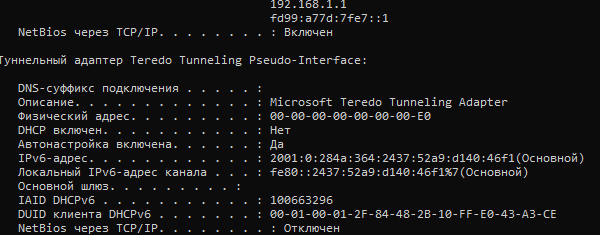 192.168.1.1
fd99:a77d:7fe7::1
NetBios через TCP/IP. . . . . . . . : Включен
Туннельный адаптер Teredo Tunneling Pseudo-Interface:
DNS-суффикс подключения . . . . . :
Описание. . . . . . . . . . . . . : Microsoft Teredo Tunneling Adapter
Физический адрес. . . . . . . . . : 00-00-00-00-00-00-00-E0
DHCP включен. . . . . . . . . . . : Нет
Автонастройка включена. . . . . . : Да
IPv6-адрес. . . . . . . . . . . . : 2001:0:284a:364:2437:52a9:d140:46f1(Основной)
Локальный IPv6-адрес канала . . . : fe80::2437:52a9:d140:46f1%7(Основной)
Основной шлюз. . . . . . . . . :
IAID DHCPv6 . . . . . . . . . . . : 100663296
DUID клиента DHCPv6 . . . . . . . : 00-01-00-01-2F-84-48-2B-10-FF-E0-43-A3-CE
NetBios через TCP/IP. . . . . . . . : Отключен